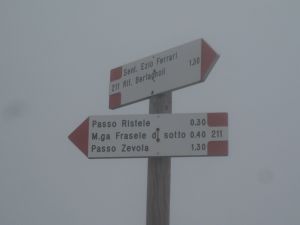 Sent. Ezio Ferrari 1.30
211 Rif. Bertagnoli
Passo Ristele 0.30
M.ga Frasele di sotto 0.40 211
Passo Zevola 1.30